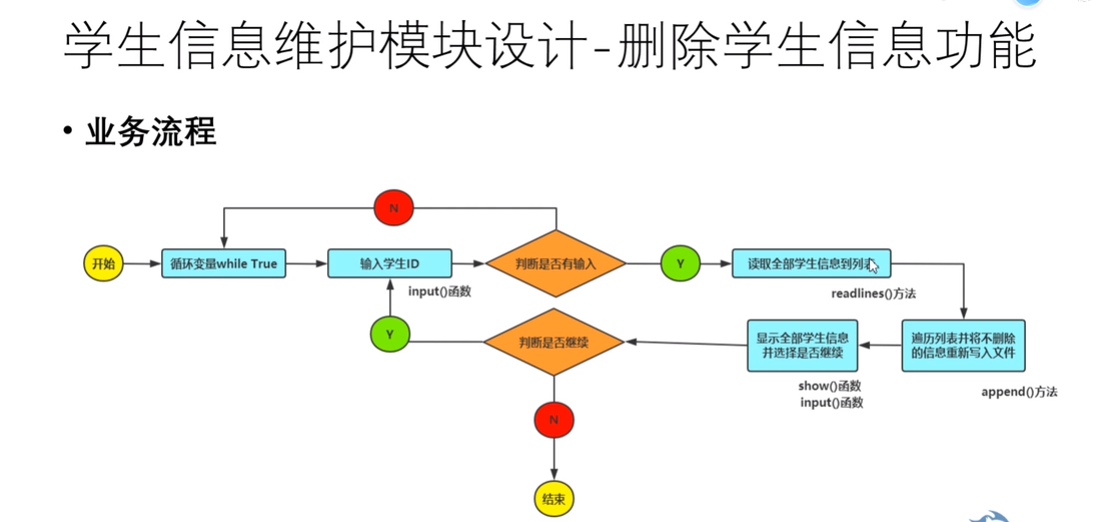 学生信息维护模块设计-删除学生信息功能
• 业务流程
N
开始
循环变量while True
输入学生ID
判断是否有输入
Y
读取全部学生信息到列表
input()函数
readlines()方法
Y
判断是否继续
显示全部学生信息
并选择是否继续
遍历列表并将不删除
的信息重新写入文件
show()函数
input()函数
append()方法
N
结束